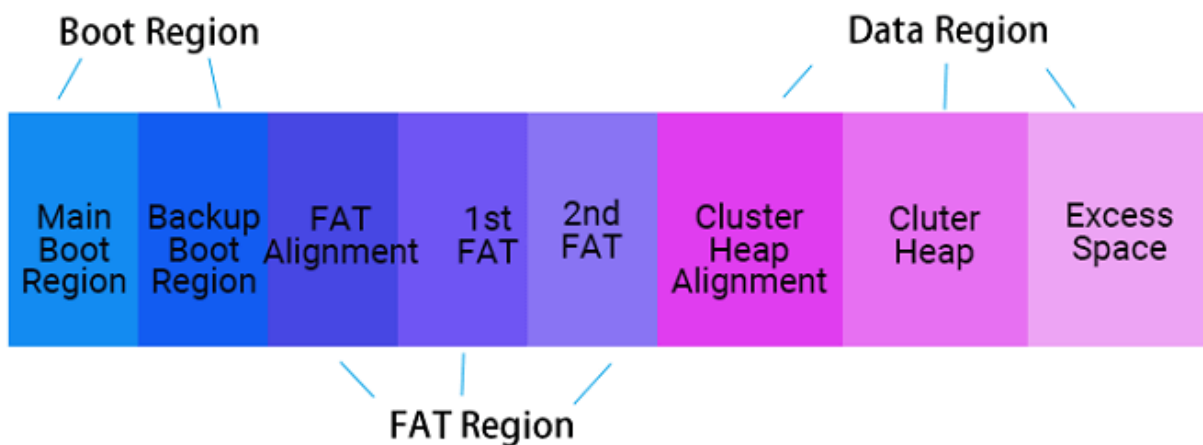 Boot Region
Data Region
Main
Boot
Region
Backup
Boot
Region
FAT
Alignment
1st
FAT
2nd
FAT
Cluster
Heap
Alignment
Cluter
Heap
Excess
Space
FAT Region